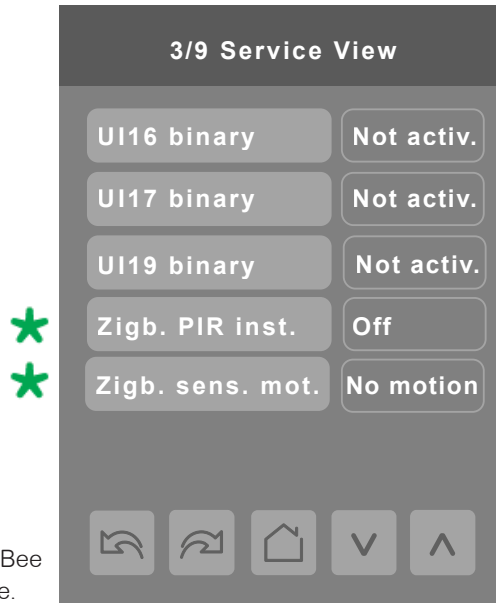 3/9 Service View
UI16 binary Not activ.
UI17 binary Not activ.
UI19 binary Not activ.
Zigb. PIR inst. Off
Zigb. sens. mot. No motion
Bee
e.